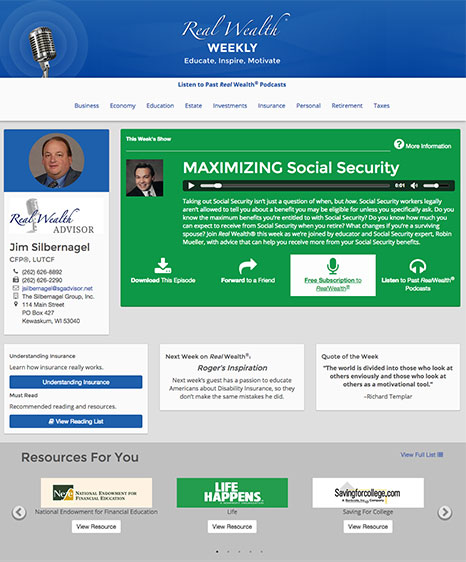 Real Wealth®
WEEKLY
Educate, Inspire, Motivate
Listen to Past Real Wealth® Podcasts
Business Economy Education Estate Investments Insurance Personal Retirement Taxes
Real Wealth®
ADVISOR
Jim Silbernagel
CFP®, LUTCF
(262) 626-8892
(262) 626-2290
jsilbernagel@sgadvisor.net
The Silbernagel Group, Inc.
114 Main Street
PO Box 427
Kewaskum, WI 53040
This Week's Show
More Information
MAXIMIZING Social Security
6:01
Taking out Social Security isn't just a question of when, but how. Social Security workers legally
aren't allowed to tell you about a benefit you may be eligible for unless you specifically ask. Do you
know the maximum benefits you're entitled to with Social Security? Do you know how much you
can expect to receive from Social Security when you retire? What changes if you're a surviving
spouse? Join Real Wealth® this week as we're joined by educator and Social Security expert, Robin
Mueller, with advice that can help you receive more from your Social Security benefits.
Download This Episode
Forward to a Friend
Free Subscription to
RealWealth®
Listen to Past RealWealth®
Podcasts
Understanding Insurance
Learn how insurance really works.
Understanding Insurance
Must Read
Recommended reading and resources.
View Reading List
Next Week on Real Wealth®:
Roger's Inspiration
Next week's guest has a passion to educate
Americans about Disability Insurance, so they
don't make the same mistakes he did.
Quote of the Week
"The world is divided into those who look at
others enviously and those who look at
others as a motivational tool."
–Richard Templar
Resources For You
View Full List
NATIONAL ENDOWMENT FOR
FINANCIAL EDUCATION
National Endowment for Financial Education
View Resource
LIFE
HAPPENS
Life
View Resource
Savingforcollege.com
Saving For College
View Resource